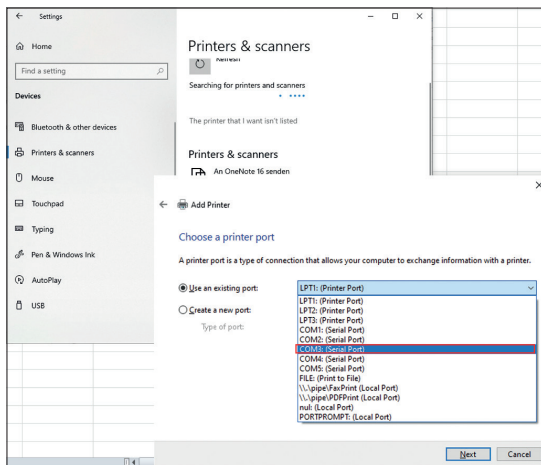 Settings
Home
Find a setting
Devices
Bluetooth & other devices
Printers & scanners
Mouse
Touchpad
Typing
Pen & Windows Ink
AutoPlay
USB
Printers & scanners
Refresh
Searching for printers and scanners
The printer that I want isn't listed
Printers & scanners
An OneNote 16 senden
Add Printer
Choose a printer port
A printer port is a type of connection that allows your computer to exchange information with a printer.
Use an existing port:
LPT1: (Printer Port)
LPT1: (Printer Port)
LPT2: (Printer Port)
LPT3: (Printer Port)
COM1: (Serial Port)
COM2: (Serial Port)
COM3: (Serial Port)
COM4: (Serial Port)
COM5: (Serial Port)
FILE: (Print to File)
\\.\pipe\FaxPrint (Local Port)
\\.\pipe\PDFPrint (Local Port)
nul: (Local Port)
PORTPROMPT: (Local Port)
Create a new port:
Type of port:
Next
Cancel